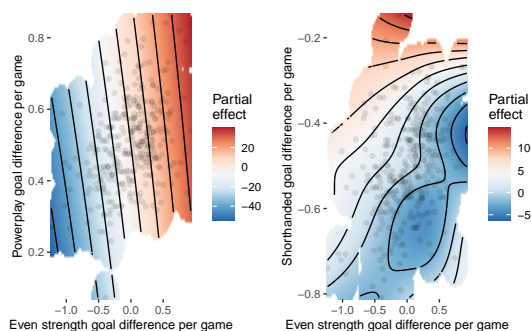 Powerplay goal difference per game
0.8
0.6
0.4
0.2
−1.0 −0.5 0.0 0.5
Even strength goal difference per game
Partial
effect
20
0
−20
−40
Shorthanded goal difference per game
−0.2
−0.4
−0.6
−0.8
−1.0 −0.5 0.0 0.5
Even strength goal difference per game
Partial
effect
10
5
0
−5